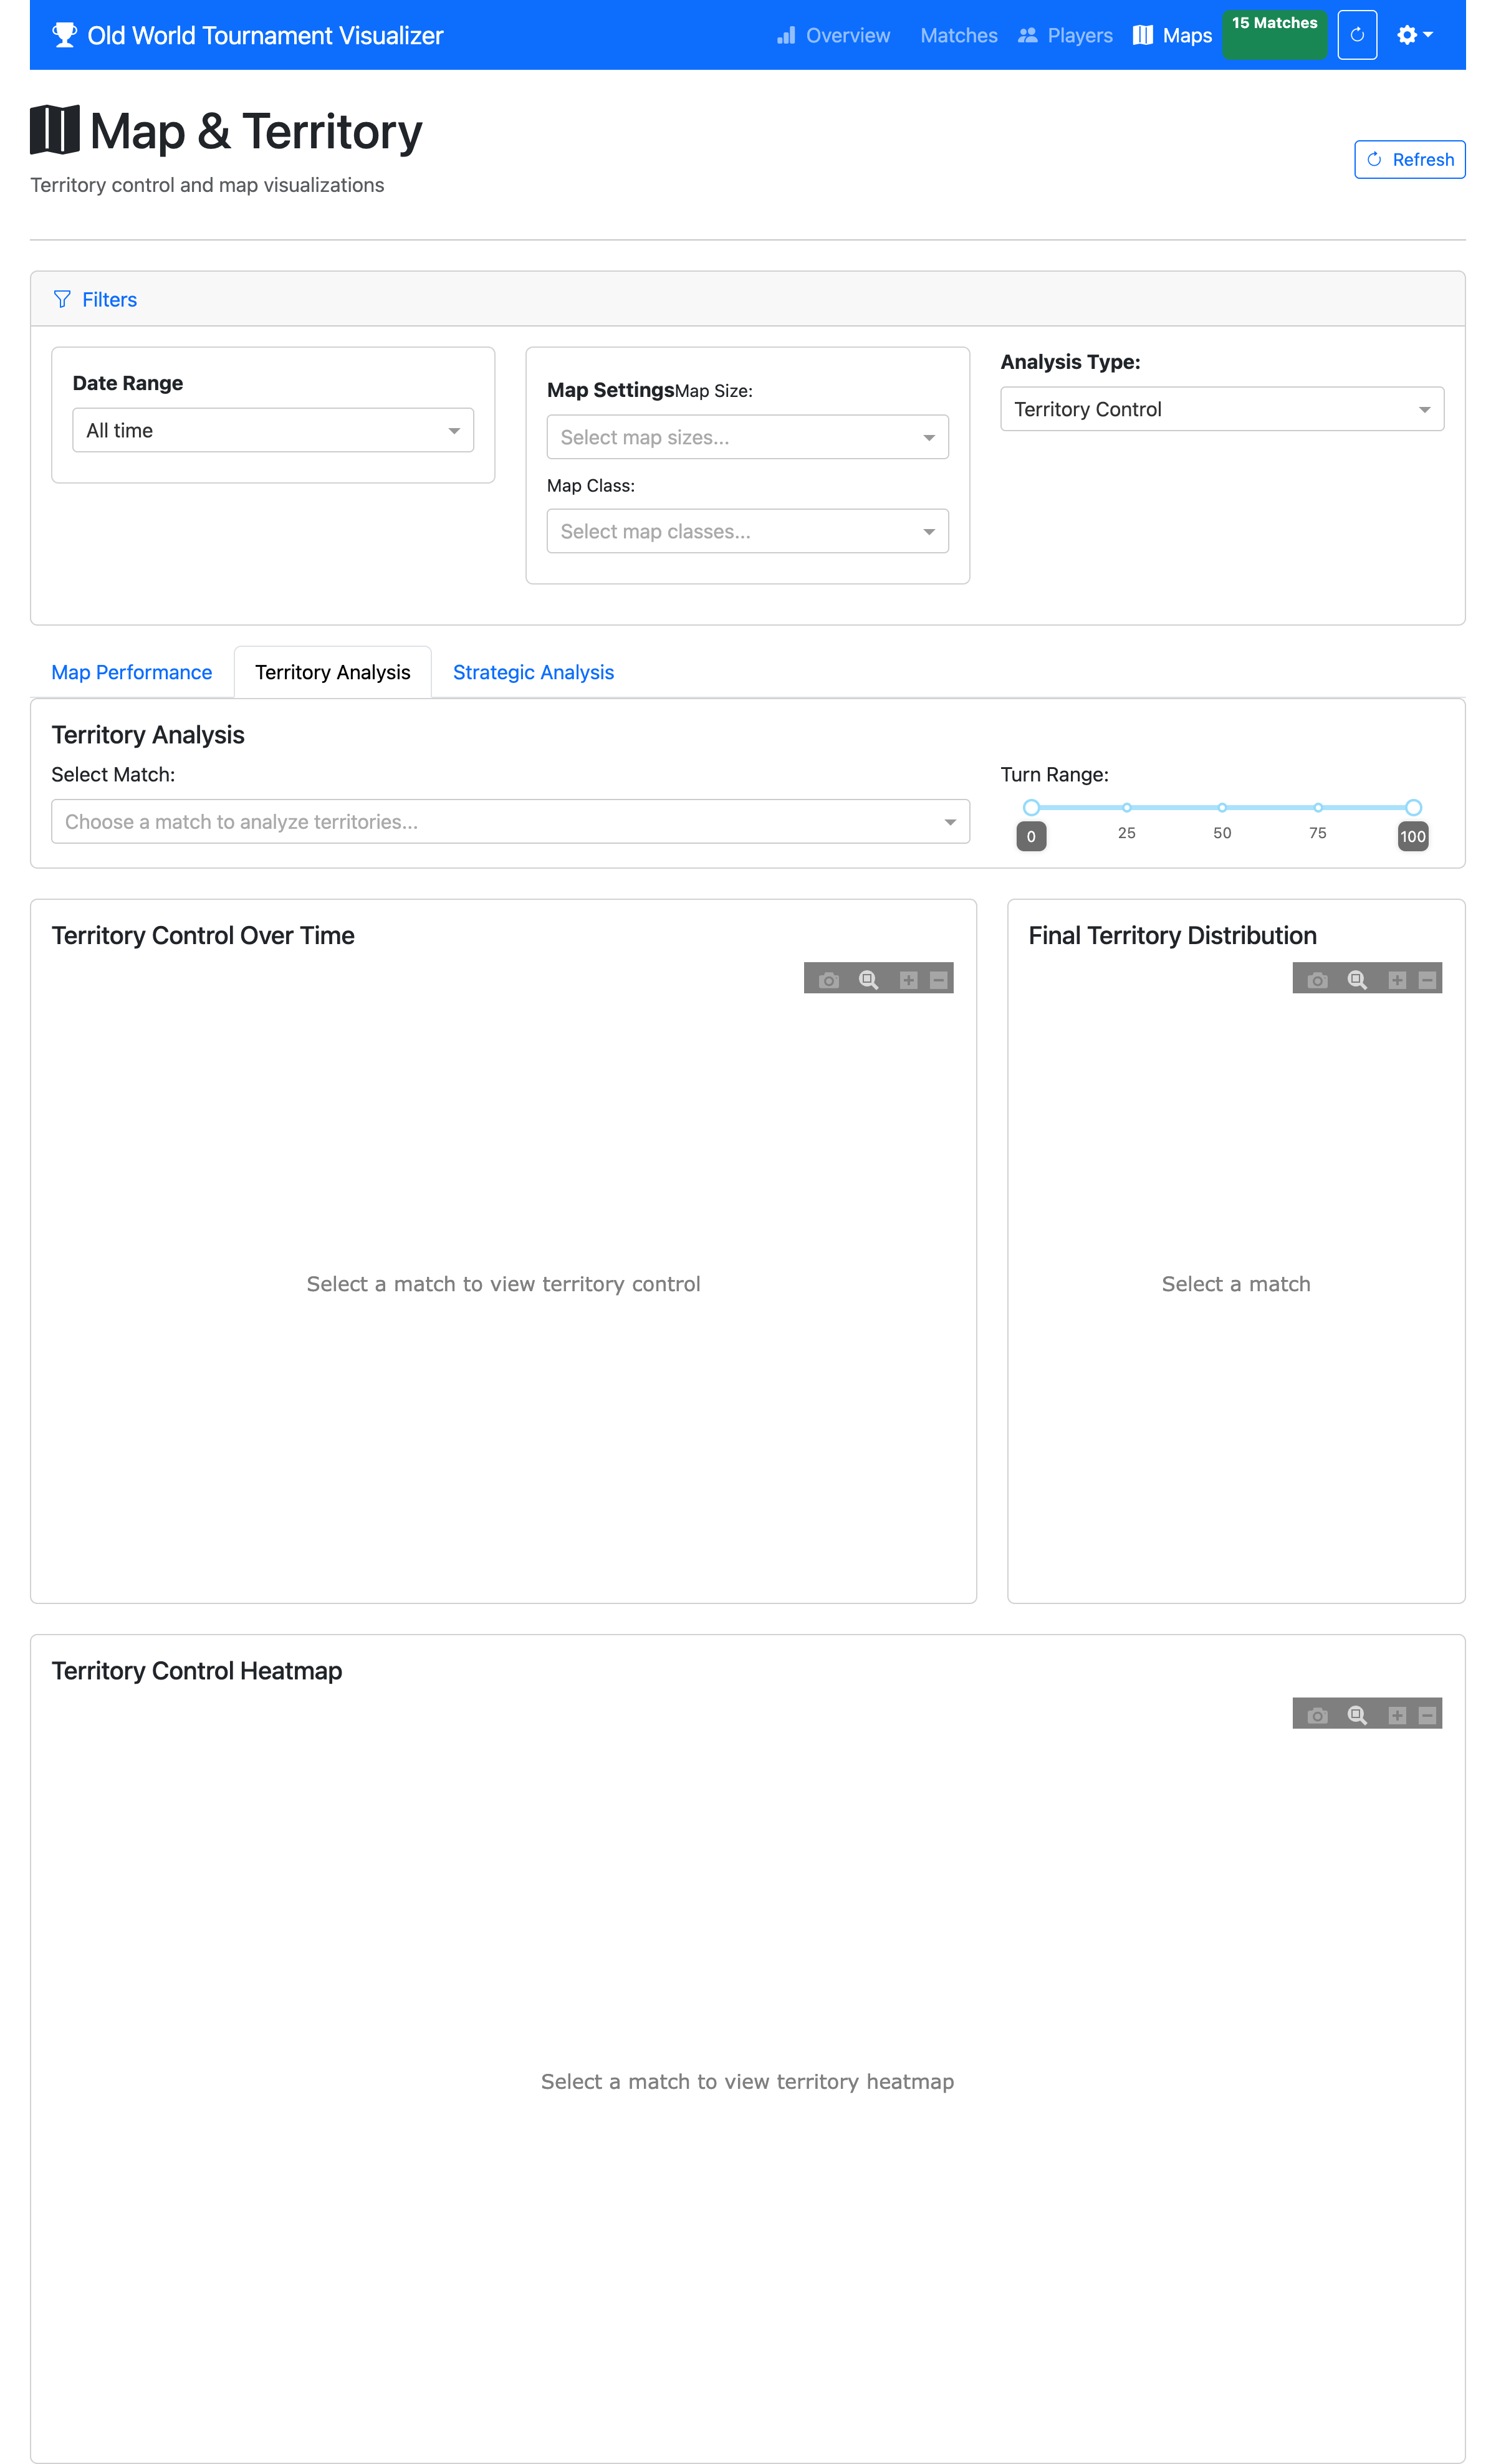 Old World Tournament Visualizer
Overview
Matches
Players
Maps
15 Matches
Map & Territory
Territory control and map visualizations
Refresh
Filters
Date Range
All time
Map SettingsMap Size:
Select map sizes...
Map Class:
Select map classes...
Analysis Type:
Territory Control
Map Performance
Territory Analysis
Strategic Analysis
Territory Analysis
Select Match:
Choose a match to analyze territories...
Turn Range:
0
25
50
75
100
Territory Control Over Time
Select a match to view territory control
Final Territory Distribution
Select a match
Territory Control Heatmap
Select a match to view territory heatmap